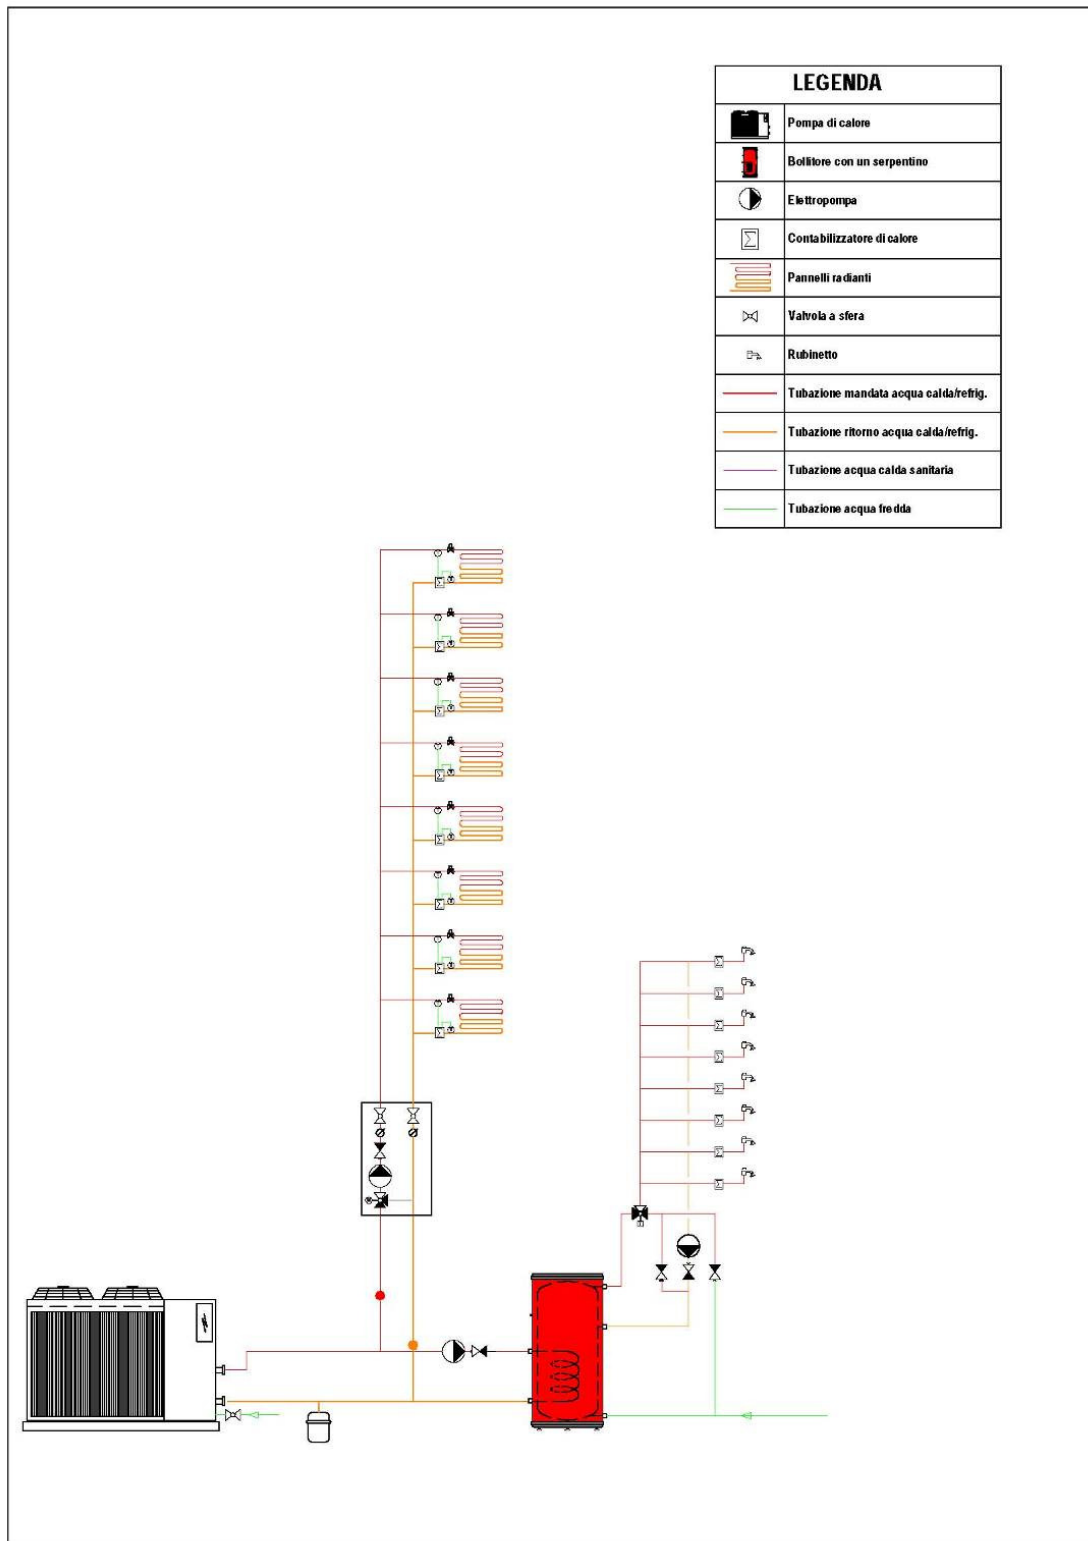 LEGENDA
Pompa di calore
Bollitore con un serpentino
Elettropompa
Contabilizzatore di calore
Pannelli radianti
Valvola a sfera
Rubinetto
Tubazione mandata acqua calda/refrig.
Tubazione ritorno acqua calda/refrig.
Tubazione acqua calda sanitaria
Tubazione acqua fredda